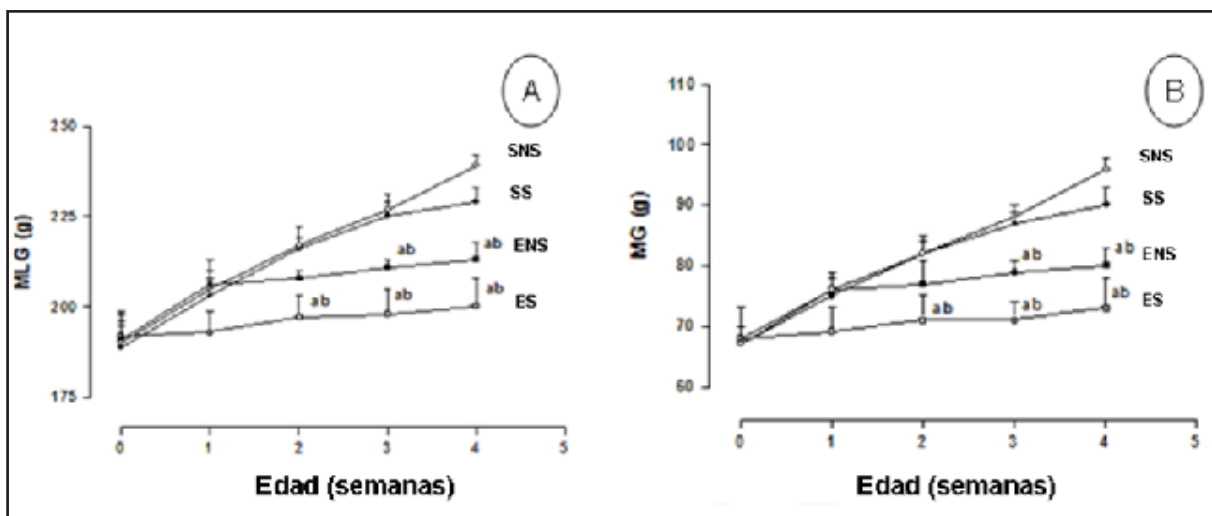 A
250
225
200
175
MLG (g)
SNS
SS
ENS
ES
ab
ab
ab
ab
ab
0 1 2 3 4 5
Edad (semanas)
B
110
100
90
80
70
60
MG (g)
SNS
SS
ENS
ES
ab
ab
ab
ab
ab
0 1 2 3 4 5
Edad (semanas)